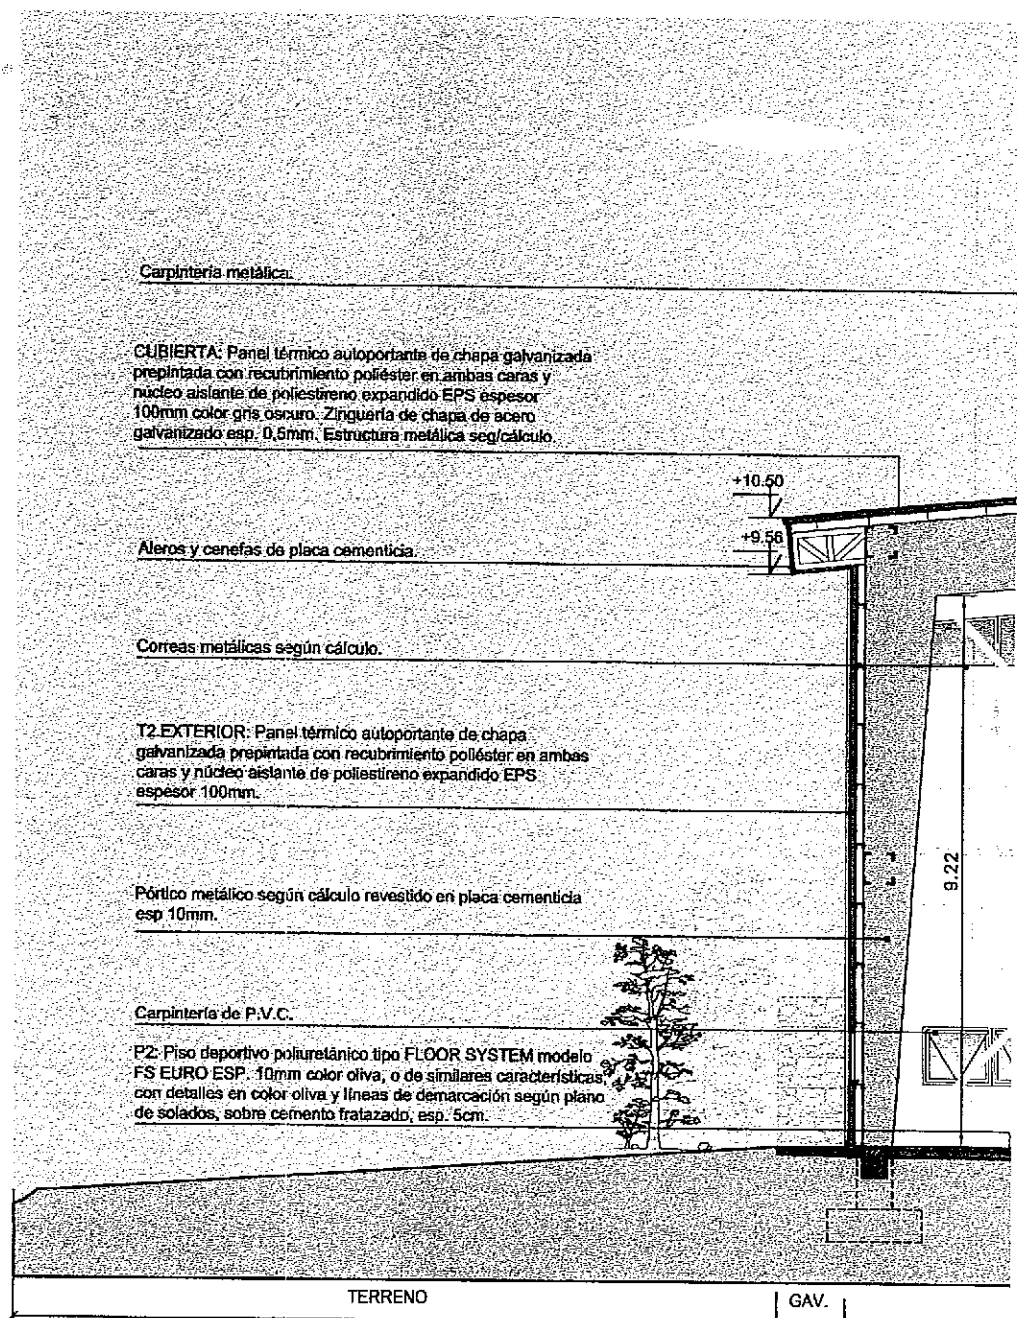 Carpintería metálica.
CUBIERTA: Panel térmico autoportante de chapa galvanizada
prepintada con recubrimiento poliéster en ambas caras y
núcleo aislante de poliestireno expandido EPS espesor
100mm color gris oscuro. Zinguería de chapa de acero
galvanizado esp. 0,5mm. Estructura metálica seg/cálculo.
+10.50
Aleros y cenefas de placa cementicia.
+9.56
Correas metálicas según cálculo.
T2 EXTERIOR: Panel térmico autoportante de chapa
galvanizada prepintada con recubrimiento poliéster en ambas
caras y núcleo aislante de poliestireno expandido EPS
espesor 100mm.
9.22
Pórtico metálico según cálculo revestido en placa cementicia
esp 10mm.
Carpintería de P.V.C.
P2: Piso deportivo poliuretánico tipo FLOOR SYSTEM modelo
FS EURO ESP. 10mm color oliva, o de similares características,
con detalles en color oliva y líneas de demarcación según plano
de solados, sobre cemento fratazado, esp. 5cm.
TERRENO
GAV.